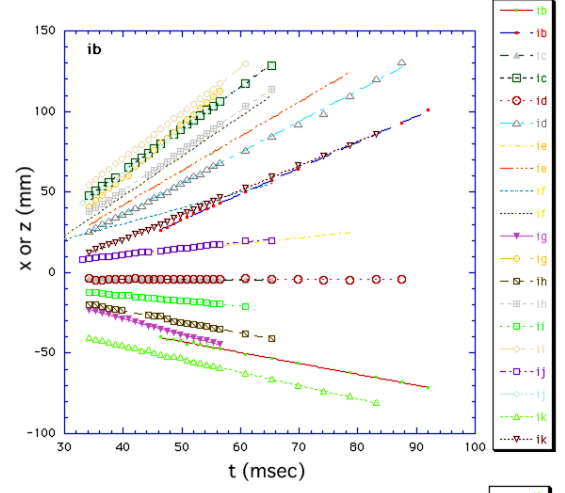 ib
x or z (mm)
150
100
50
0
−50
−100
30
40
50
60
70
80
90
100
t (msec)
ib
ib
ic
ic
id
id
ie
ie
if
if
ig
ig
ih
ih
ii
ii
ij
ij
ik
ik